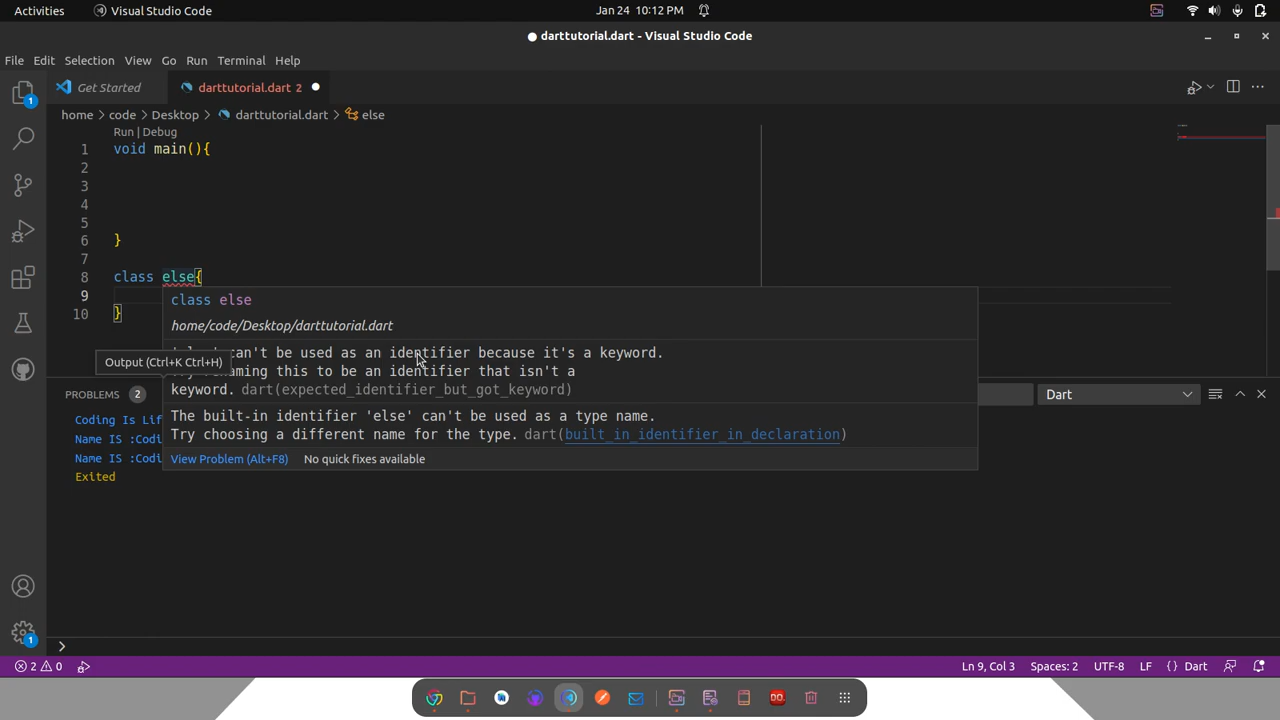 Activities
Visual Studio Code
Jan 24 10:12 PM
darttutorial.dart - Visual Studio Code
File Edit Selection View Go Run Terminal Help
1
Get Started
darttutorial.dart 2
home > code > Desktop > darttutorial.dart > else
Run | Debug
1 void main(){
2
3
4
5
6 }
7
8 class else{
9
10 }
class else
home/code/Desktop/darttutorial.dart
can't be used as an identifier because it's a keyword.
naming this to be an identifier that isn't a
keyword. dart(expected_identifier_but_got_keyword)
The built-in identifier 'else' can't be used as a type name.
Try choosing a different name for the type. dart(built_in_identifier_in_declaration)
View Problem (Alt+F8) No quick fixes available
Output (Ctrl+K Ctrl+H)
PROBLEMS 2
Dart
Coding Is Lif
Name IS :Codi
Name IS :Codi
Exited
1
2 0
Ln 9, Col 3
Spaces: 2
UTF-8
LF
{ } Dart